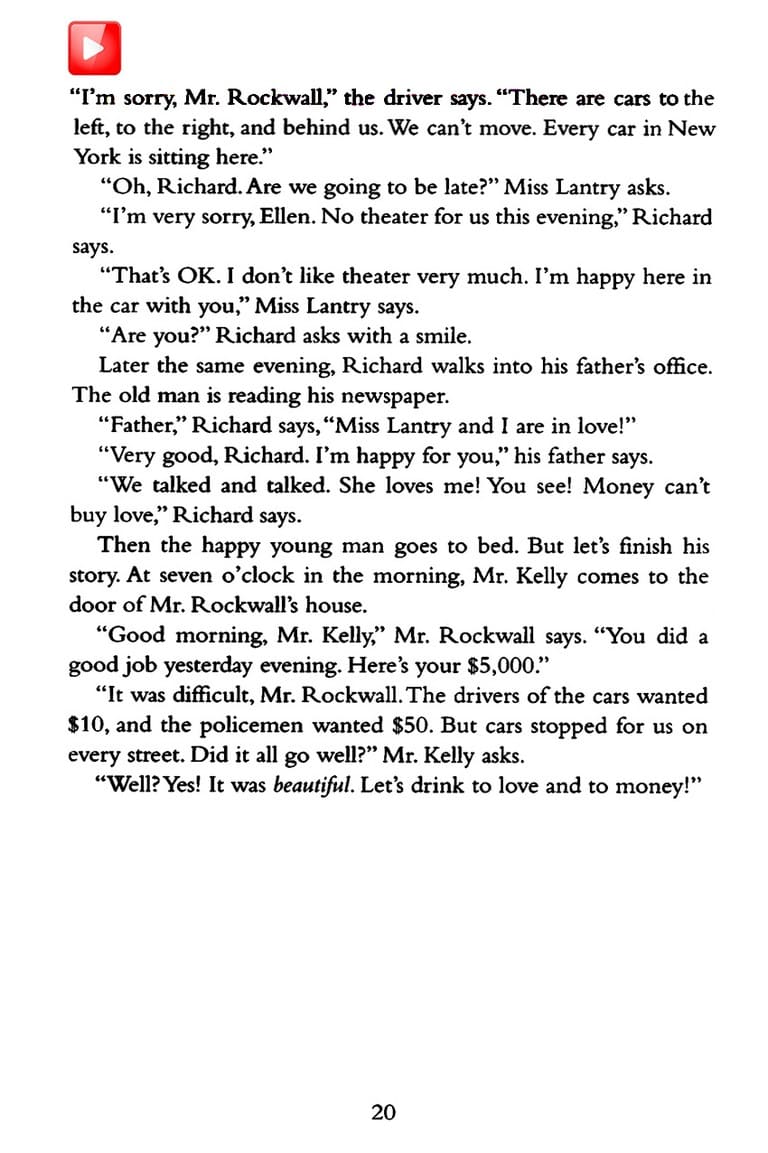 “I’m sorry, Mr. Rockwall,” the driver says. “There are cars to the
left, to the right, and behind us. We can’t move. Every car in New
York is sitting here.”
“Oh, Richard. Are we going to be late?” Miss Lantry asks.
“I’m very sorry, Ellen. No theater for us this evening,” Richard
says.
“That’s OK. I don’t like theater very much. I’m happy here in
the car with you,” Miss Lantry says.
“Are you?” Richard asks with a smile.
Later the same evening, Richard walks into his father’s office.
The old man is reading his newspaper.
“Father,” Richard says, “Miss Lantry and I are in love!”
“Very good, Richard. I’m happy for you,” his father says.
“We talked and talked. She loves me! You see! Money can’t
buy love,” Richard says.
Then the happy young man goes to bed. But let’s finish his
story. At seven o’clock in the morning, Mr. Kelly comes to the
door of Mr. Rockwall’s house.
“Good morning, Mr. Kelly,” Mr. Rockwall says. “You did a
good job yesterday evening. Here’s your $5,000.”
“It was difficult, Mr. Rockwall. The drivers of the cars wanted
$10, and the policemen wanted $50. But cars stopped for us on
every street. Did it all go well?” Mr. Kelly asks.
“Well? Yes! It was beautiful. Let’s drink to love and to money!”
20